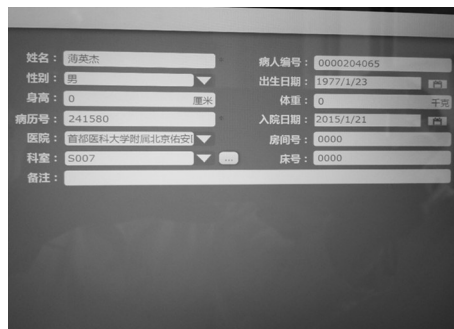 姓名： 薄英杰 病人编号： 0000204065
性别： 男 出生日期： 1977/1/23
身高： 0 厘米 体重： 0 千克
病历号： 241580 入院日期： 2015/1/21
医院： 首都医科大学附属北京佑安 房间号： 0000
科室： S007 ... 床号： 0000
备注：